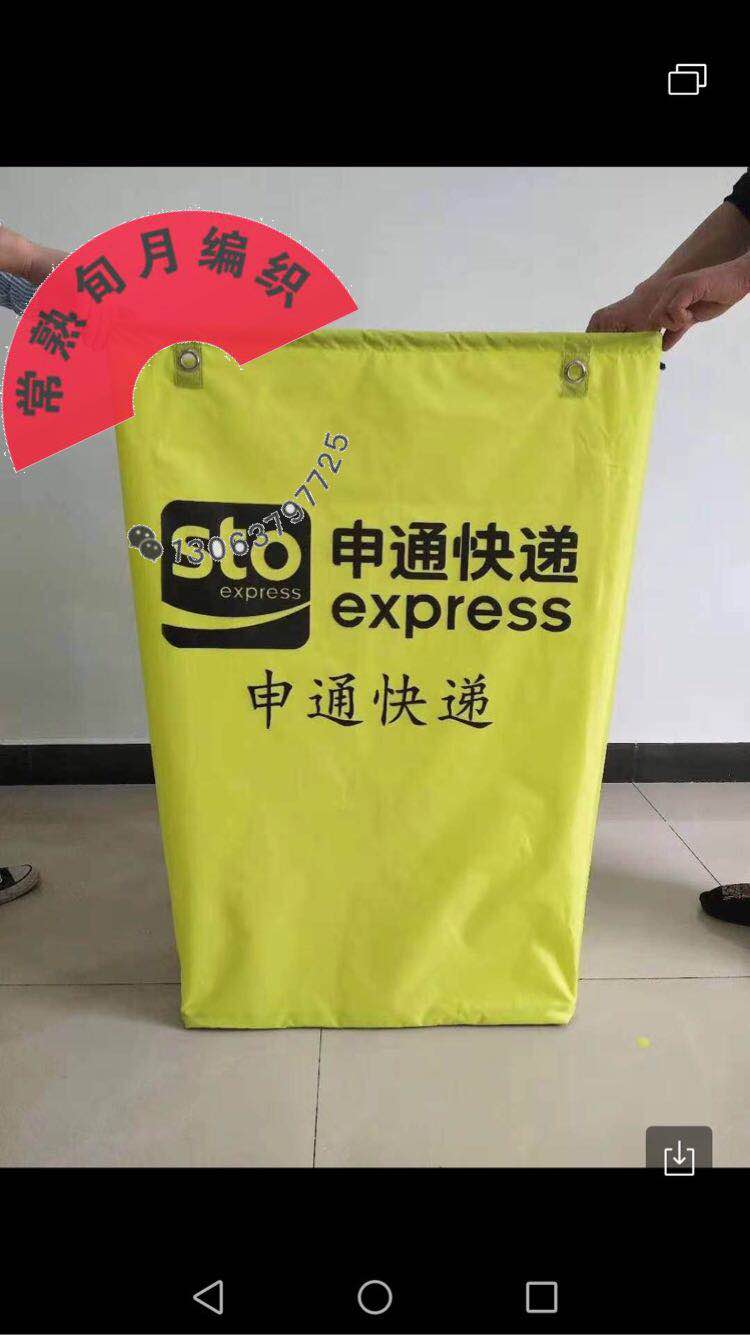 常熟旬月编织
13063797725
sto
express
申通快递
express
申通快递